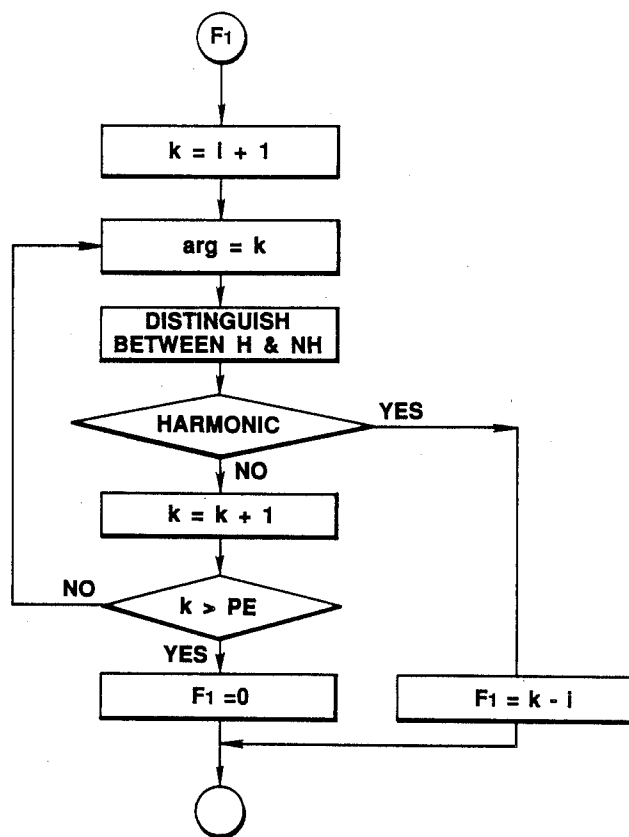 F1
k = i + 1
arg = k
DISTINGUISH
BETWEEN H & NH
HARMONIC
YES
NO
k = k + 1
NO
k > PE
YES
F1 =0
F1 = k - i